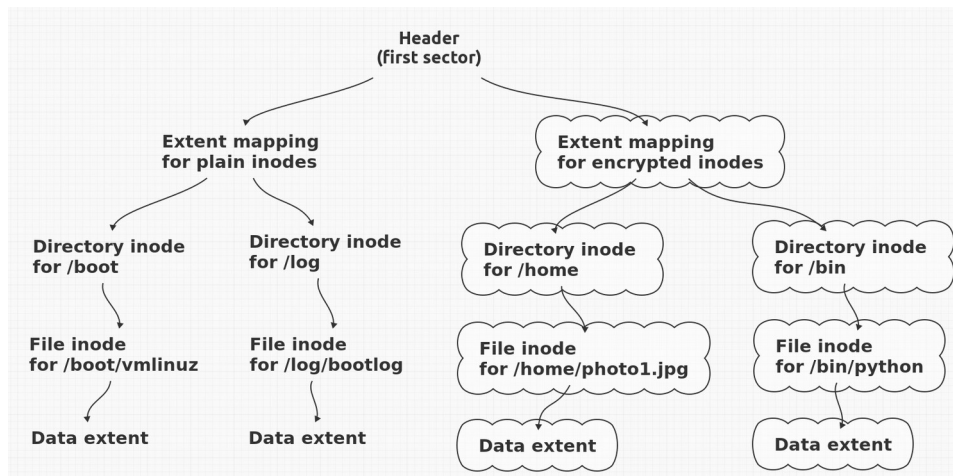 Header
(first sector)
Extent mapping
for plain inodes
Extent mapping
for encrypted inodes
Directory inode
for /boot
Directory inode
for /log
Directory inode
for /home
Directory inode
for /bin
File inode
for /boot/vmlinuz
File inode
for /log/bootlog
File inode
for /home/photo1.jpg
File inode
for /bin/python
Data extent
Data extent
Data extent
Data extent